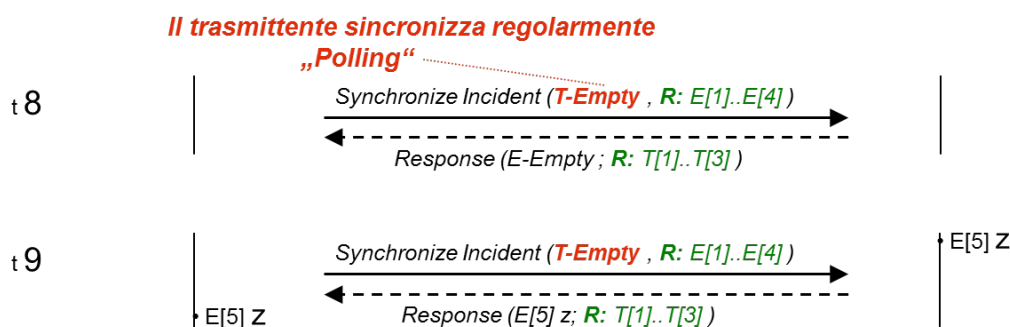 Il trasmittente sincronizza regolarmente
„Polling“
t 8
Synchronize Incident (T-Empty , R: E[1]..E[4] )
Response (E-Empty ; R: T[1]..T[3] )
t 9
Synchronize Incident (T-Empty , R: E[1]..E[4] )
E[5] z
Response (E[5] z; R: T[1]..T[3] )
E[5] z